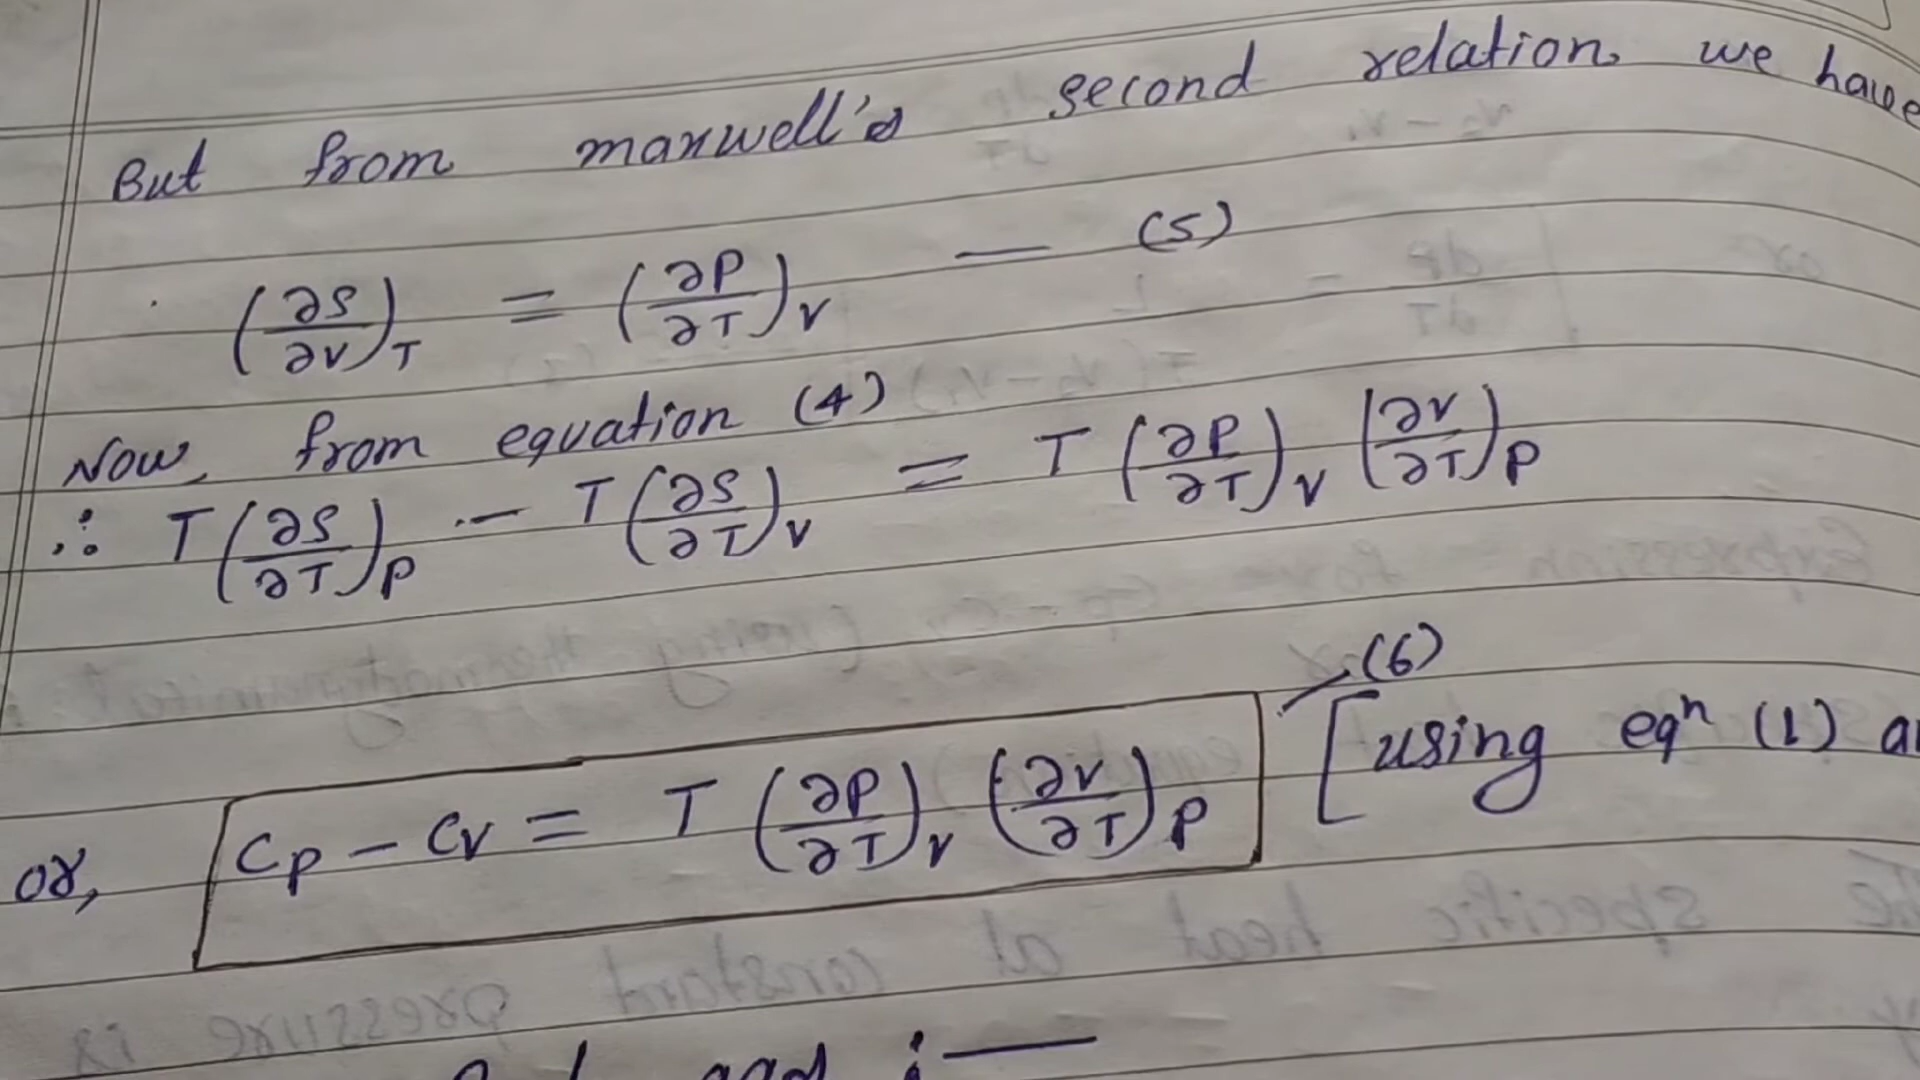 But from maxwell's second relation, we have
(∂S/∂V)_T = (∂P/∂T)_V — (5)
Now, from equation (4)
∴ T(∂S/∂T)_P - T(∂S/∂T)_V = T(∂P/∂T)_V (∂V/∂T)_P
(6)
or, Cp - Cv = T(∂P/∂T)_V (∂V/∂T)_P [using eqn (1) a